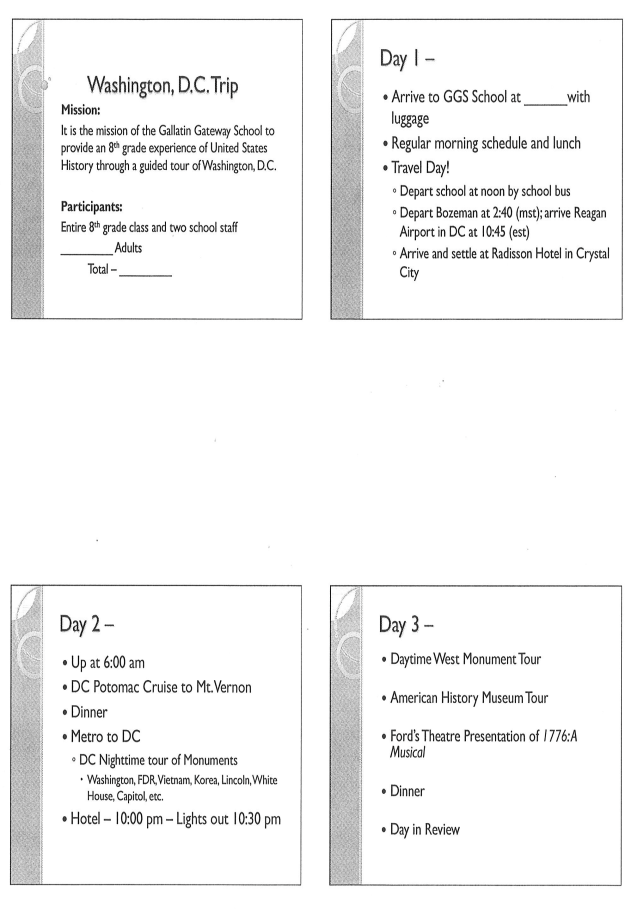 Washington, D.C. Trip
Mission:
It is the mission of the Gallatin Gateway School to
provide an 8th grade experience of United States
History through a guided tour of Washington, D.C.
Participants:
Entire 8th grade class and two school staff
________ Adults
Total – ________
Day 1 –
• Arrive to GGS School at ______with
luggage
• Regular morning schedule and lunch
• Travel Day!
◦ Depart school at noon by school bus
◦ Depart Bozeman at 2:40 (mst); arrive Reagan
Airport in DC at 10:45 (est)
◦ Arrive and settle at Radisson Hotel in Crystal
City
Day 2 –
• Up at 6:00 am
• DC Potomac Cruise to Mt. Vernon
• Dinner
• Metro to DC
◦ DC Nighttime tour of Monuments
• Washington, FDR, Vietnam, Korea, Lincoln, White
House, Capitol, etc.
• Hotel – 10:00 pm – Lights out 10:30 pm
Day 3 –
• Daytime West Monument Tour
• American History Museum Tour
• Ford's Theatre Presentation of 1776: A
Musical
• Dinner
• Day in Review